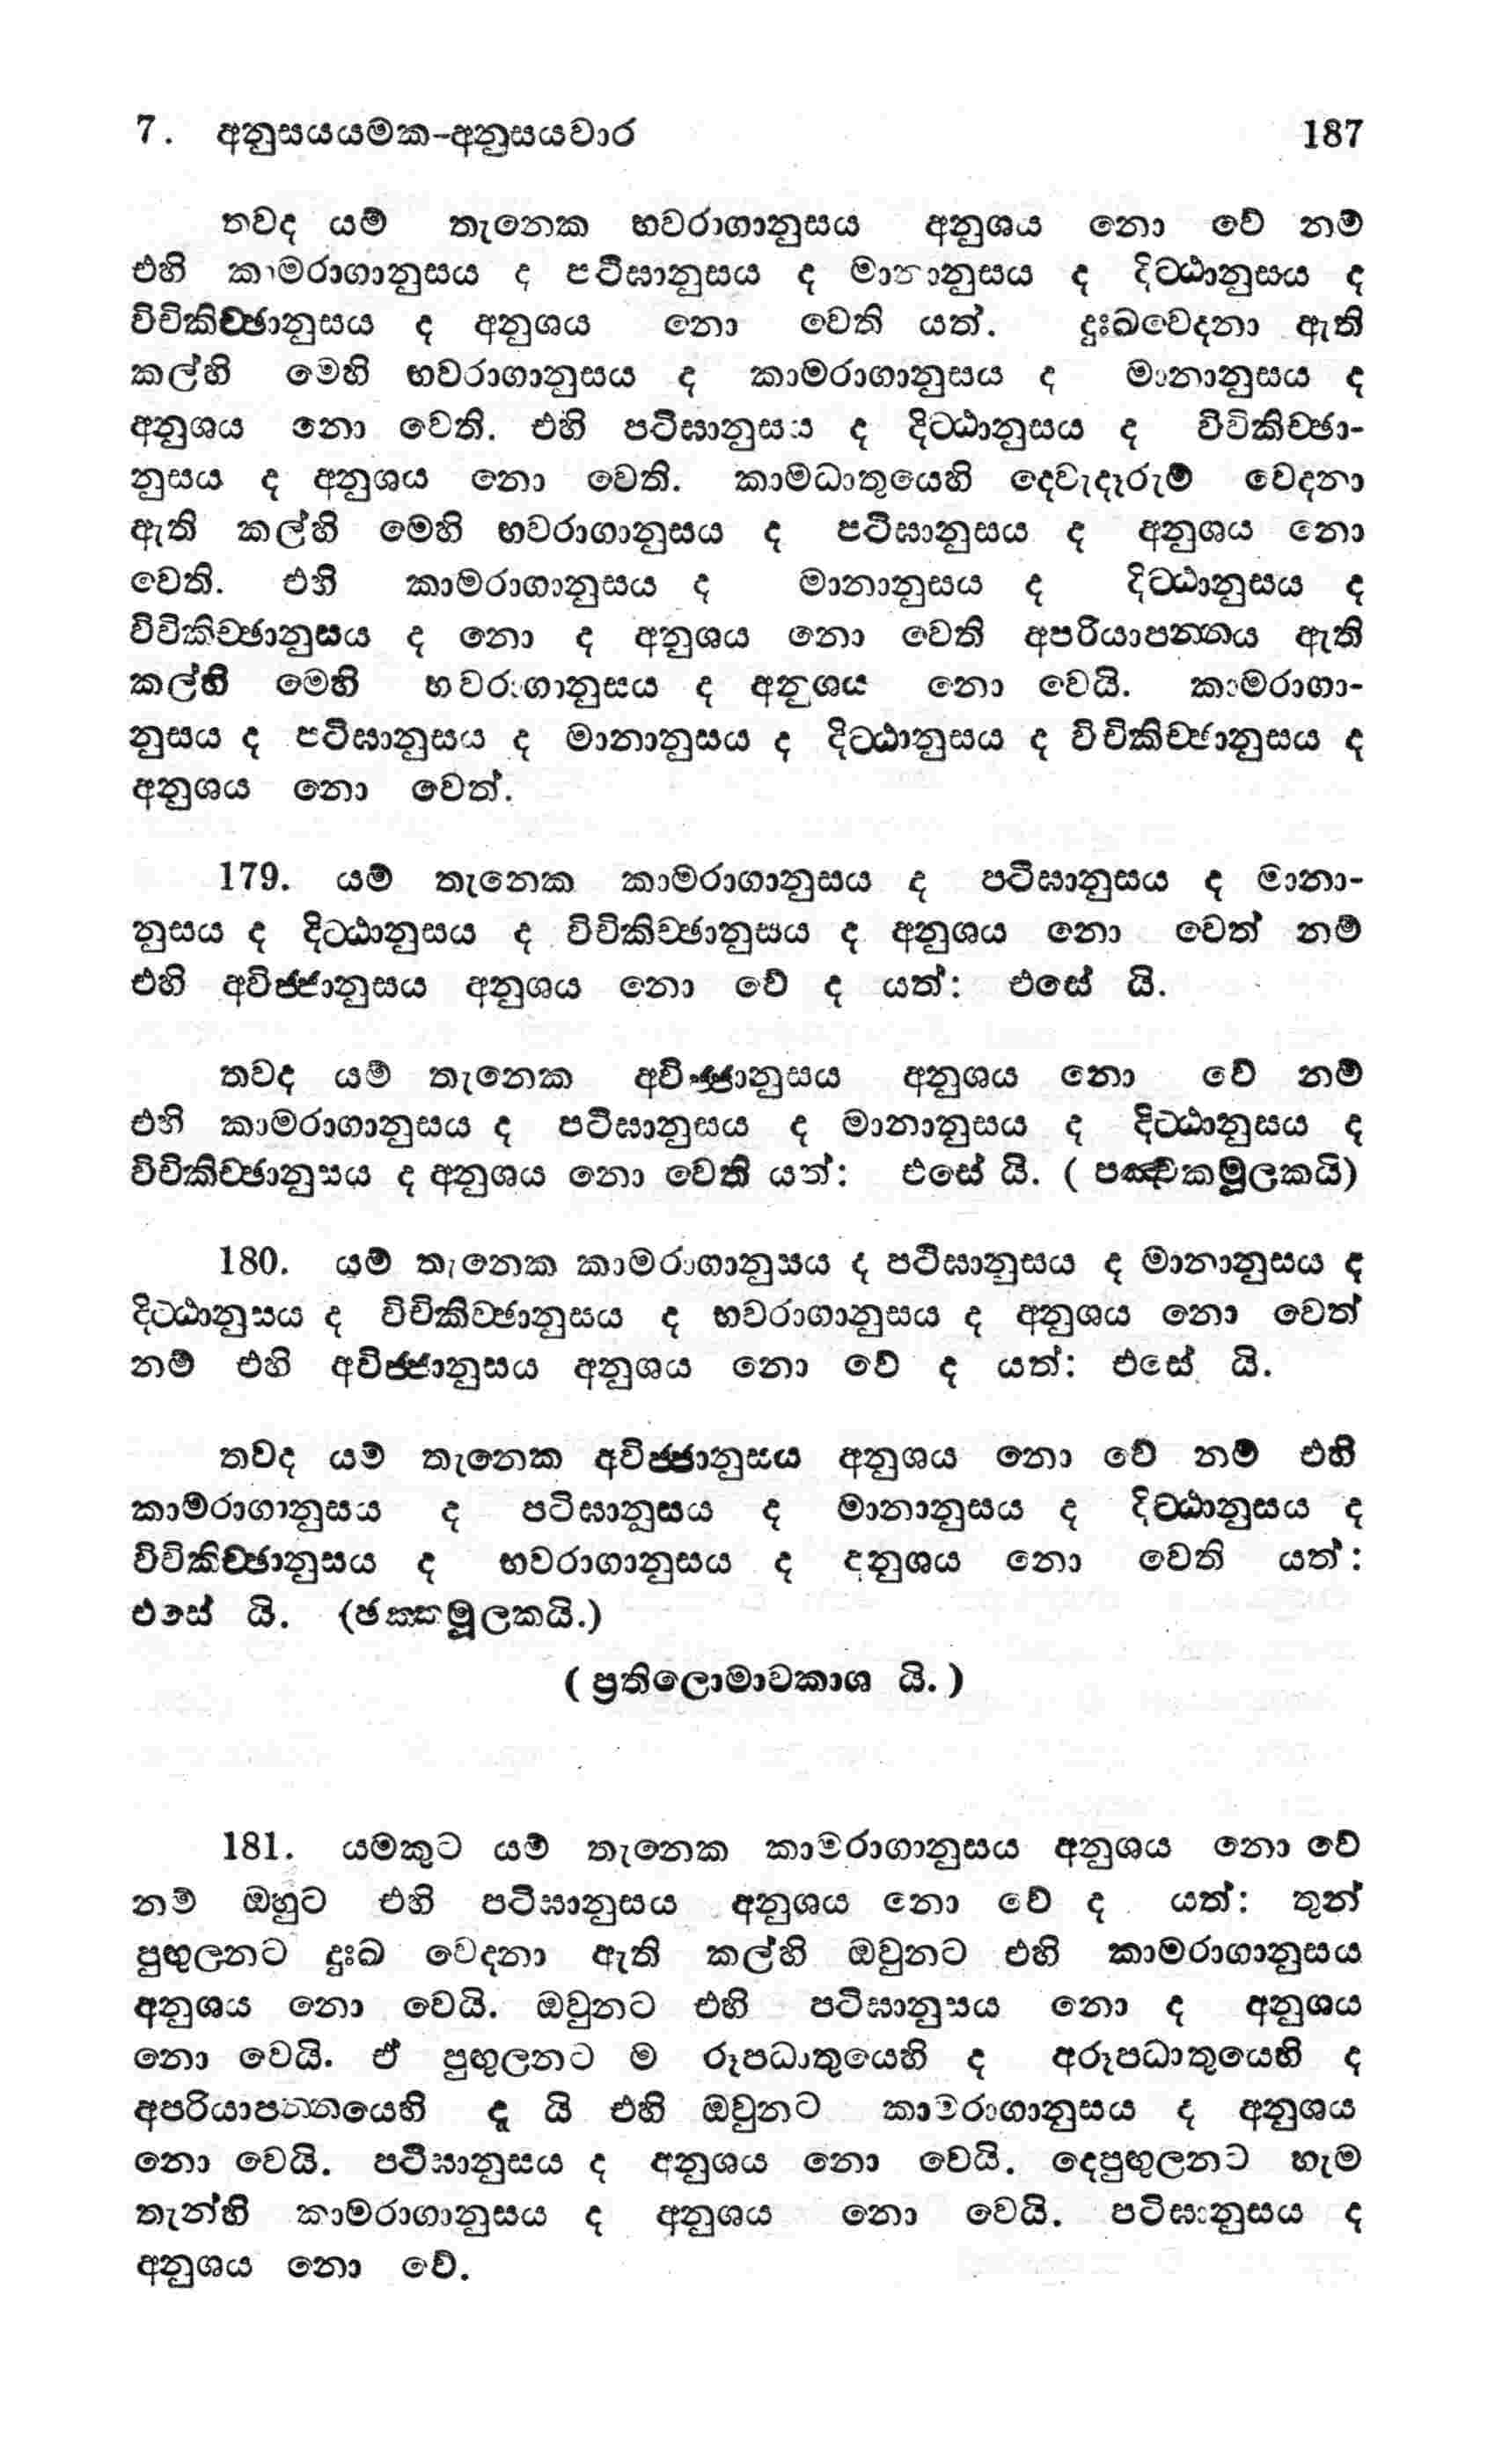 7. අනුසයයමක-අනුසයවාර 187
තවද යම් තැනෙක භවරාගානුසය අනුශය නො වේ නම්
එහි කාමරාගානුසය ද පටිඝානුසය ද මානානුසය ද දිට්ඨානුසය ද
විචිකිච්ඡානුසය ද අනුශය නො වෙති යත්. දුඃඛවෙදනා ඇති
කල්හි මෙහි භවරාගානුසය ද කාමරාගානුසය ද මානානුසය ද
අනුශය නො වෙති. එහි පටිඝානුසය ද දිට්ඨානුසය ද විචිකිච්ඡා-
නුසය ද අනුශය නො වෙති. කාමධාතුයෙහි දෙවැදෑරුම් වෙදනා
ඇති කල්හි මෙහි භවරාගානුසය ද පටිඝානුසය ද අනුශය නො
වෙති. එහි කාමරාගානුසය ද මානානුසය ද දිට්ඨානුසය ද
විචිකිච්ඡානුසය ද නො ද අනුශය නො වෙති අපරියාපන්නය ඇති
කල්හි මෙහි භවරාගානුසය ද අනුශය නො වෙයි. කාමරාගා-
නුසය ද පටිඝානුසය ද මානානුසය ද දිට්ඨානුසය ද විචිකිච්ඡානුසය ද
අනුශය නො වෙත්.
179. යම් තැනෙක කාමරාගානුසය ද පටිඝානුසය ද මානා-
නුසය ද දිට්ඨානුසය ද විචිකිච්ඡානුසය ද අනුශය නො වෙත් නම්
එහි අවිජ්ජානුසය අනුශය නො වේ ද යත්: එසේ යි.
තවද යම් තැනෙක අවිජ්ජානුසය අනුශය නො වේ නම්
එහි කාමරාගානුසය ද පටිඝානුසය ද මානානුසය ද දිට්ඨානුසය ද
විචිකිච්ඡානුසය ද අනුශය නො වෙති යත්: එසේ යි. (පඤ්චකමූලකයි)
180. යම් තැනෙක කාමරාගානුසය ද පටිඝානුසය ද මානානුසය ද
දිට්ඨානුසය ද විචිකිච්ඡානුසය ද භවරාගානුසය ද අනුශය නො වෙත්
නම් එහි අවිජ්ජානුසය අනුශය නො වේ ද යත්: එසේ යි.
තවද යම් තැනෙක අවිජ්ජානුසය අනුශය නො වේ නම් එහි
කාමරාගානුසය ද පටිඝානුසය ද මානානුසය ද දිට්ඨානුසය ද
විචිකිච්ඡානුසය ද භවරාගානුසය ද අනුශය නො වෙති යත්:
එසේ යි. (ඡක්කමූලකයි.)
(ප්‍රතිලොමාවකාශ යි.)
181. යමකුට යම් තැනෙක කාමරාගානුසය අනුශය නො වේ
නම් ඔහුට එහි පටිඝානුසය අනුශය නො වේ ද යත්: තුන්
පුඟුලනට දුඃඛ වෙදනා ඇති කල්හි ඔවුනට එහි කාමරාගානුසය
අනුශය නො වෙයි. ඔවුනට එහි පටිඝානුසය නො ද අනුශය
නො වෙයි. ඒ පුඟුලනට ම රූපධාතුයෙහි ද අරූපධාතුයෙහි ද
අපරියාපන්නයෙහි දැ යි එහි ඔවුනට කාමරාගානුසය ද අනුශය
නො වෙයි. පටිඝානුසය ද අනුශය නො වෙයි. දෙපුඟුලනට හැම
තැන්හි කාමරාගානුසය ද අනුශය නො වෙයි. පටිඝානුසය ද
අනුශය නො වේ.